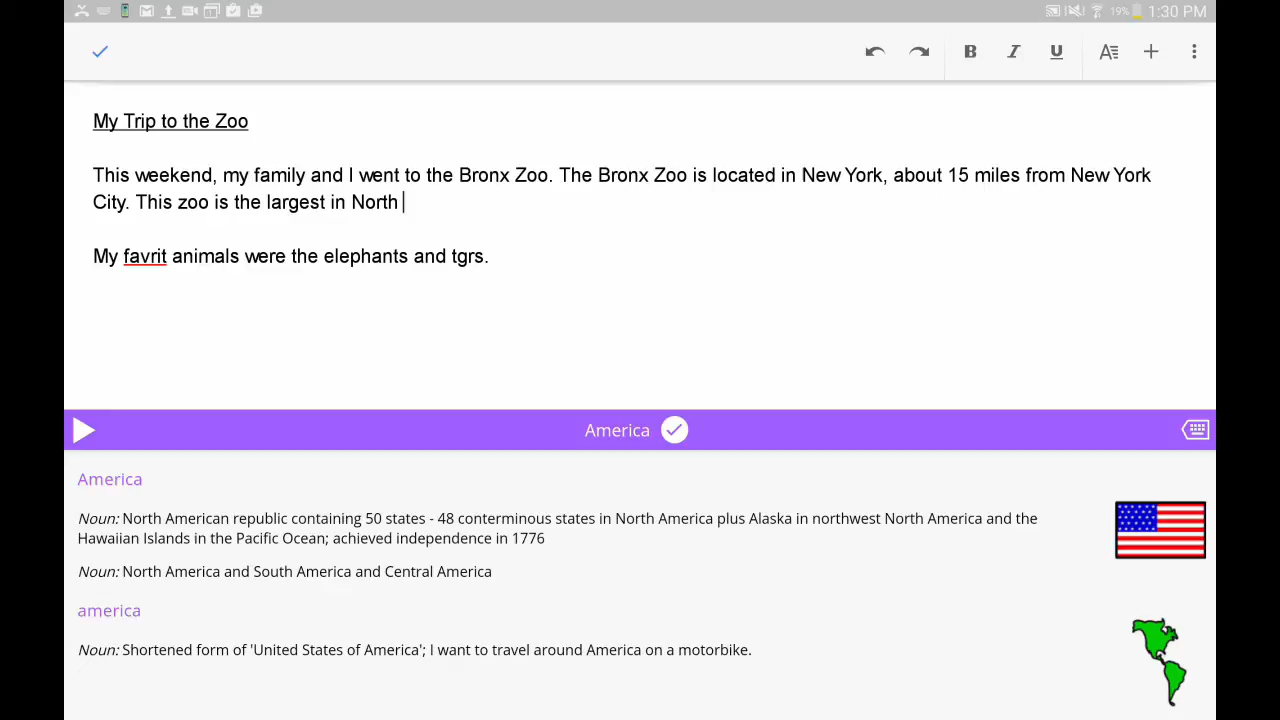 19% 1:30 PM
B I U A
My Trip to the Zoo
This weekend, my family and I went to the Bronx Zoo. The Bronx Zoo is located in New York, about 15 miles from New York
City. This zoo is the largest in North
My favrit animals were the elephants and tgrs.
America
America
Noun: North American republic containing 50 states - 48 conterminous states in North America plus Alaska in northwest North America and the
Hawaiian Islands in the Pacific Ocean; achieved independence in 1776
Noun: North America and South America and Central America
america
Noun: Shortened form of 'United States of America'; I want to travel around America on a motorbike.